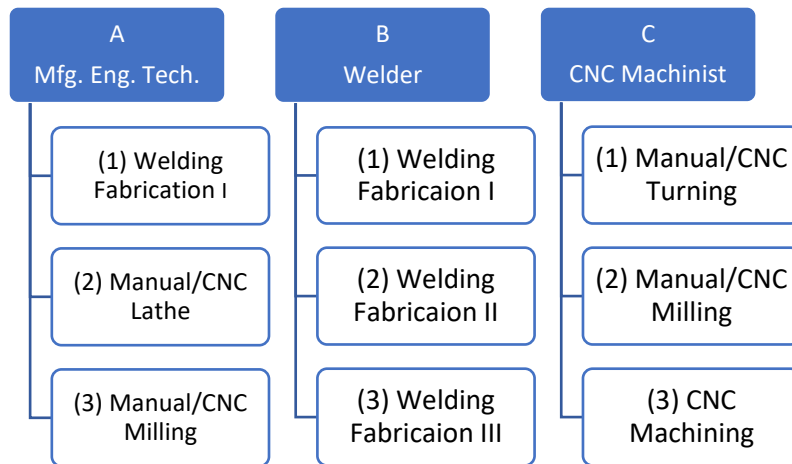 A
Mfg. Eng. Tech.
(1) Welding
Fabrication I
(2) Manual/CNC
Lathe
(3) Manual/CNC
Milling
B
Welder
(1) Welding
Fabricaion I
(2) Welding
Fabricaion II
(3) Welding
Fabricaion III
C
CNC Machinist
(1) Manual/CNC
Turning
(2) Manual/CNC
Milling
(3) CNC
Machining